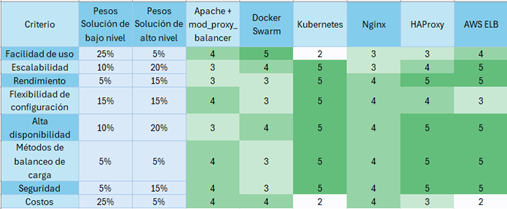 Criterio | Pesos Solución de bajo nivel | Pesos Solución de alto nivel | Apache + mod_proxy_balancer | Docker Swarm | Kubernetes | Nginx | HAProxy | AWS ELB
Facilidad de uso | 25% | 5% | 4 | 5 | 2 | 3 | 3 | 4
Escalabilidad | 10% | 20% | 3 | 4 | 5 | 3 | 4 | 5
Rendimiento | 5% | 15% | 3 | 3 | 5 | 4 | 5 | 5
Flexibilidad de configuración | 15% | 15% | 4 | 3 | 5 | 4 | 4 | 3
Alta disponibilidad | 10% | 20% | 3 | 4 | 5 | 4 | 5 | 5
Métodos de balanceo de carga | 5% | 5% | 4 | 3 | 5 | 4 | 5 | 5
Seguridad | 5% | 15% | 4 | 3 | 5 | 4 | 5 | 5
Costos | 25% | 5% | 4 | 4 | 2 | 4 | 3 | 2